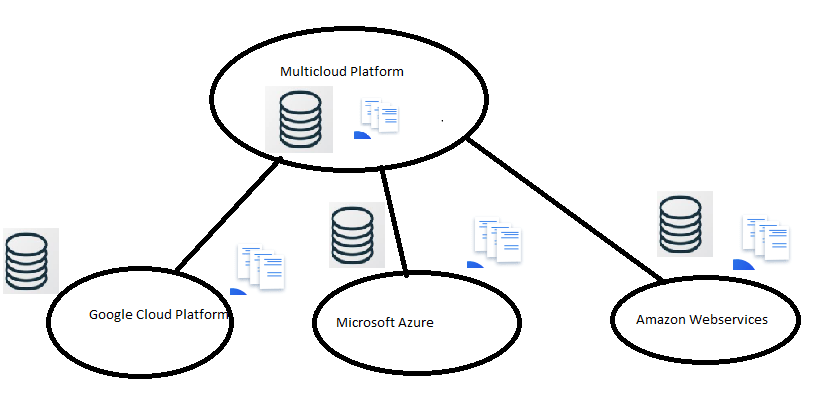 Multicloud Platform
Google Cloud Platform
Microsoft Azure
Amazon Webservices